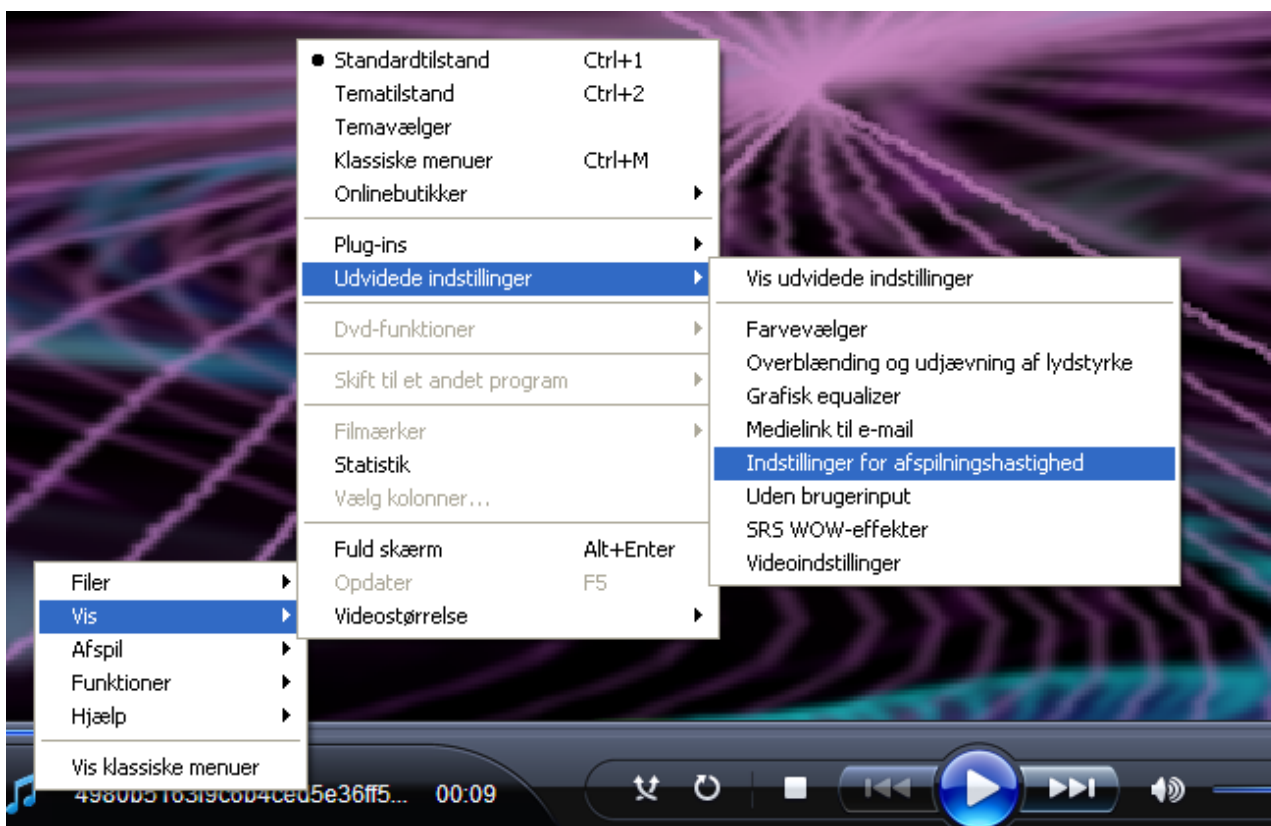 Standardtilstand Ctrl+1
Tematilstand Ctrl+2
Temavælger
Klassiske menuer Ctrl+M
Onlinebutikker
Plug-ins
Udvidede indstillinger
Dvd-funktioner
Skift til et andet program
Filmærker
Statistik
Vælg kolonner...
Fuld skærm Alt+Enter
Opdater F5
Videostørrelse
Vis udvidede indstillinger
Farvevælger
Overblænding og udjævning af lydstyrke
Grafisk equalizer
Medielink til e-mail
Indstillinger for afspilningshastighed
Uden brugerinput
SRS WOW-effekter
Videoindstillinger
Filer
Vis
Afspil
Funktioner
Hjælp
Vis klassiske menuer
00:09